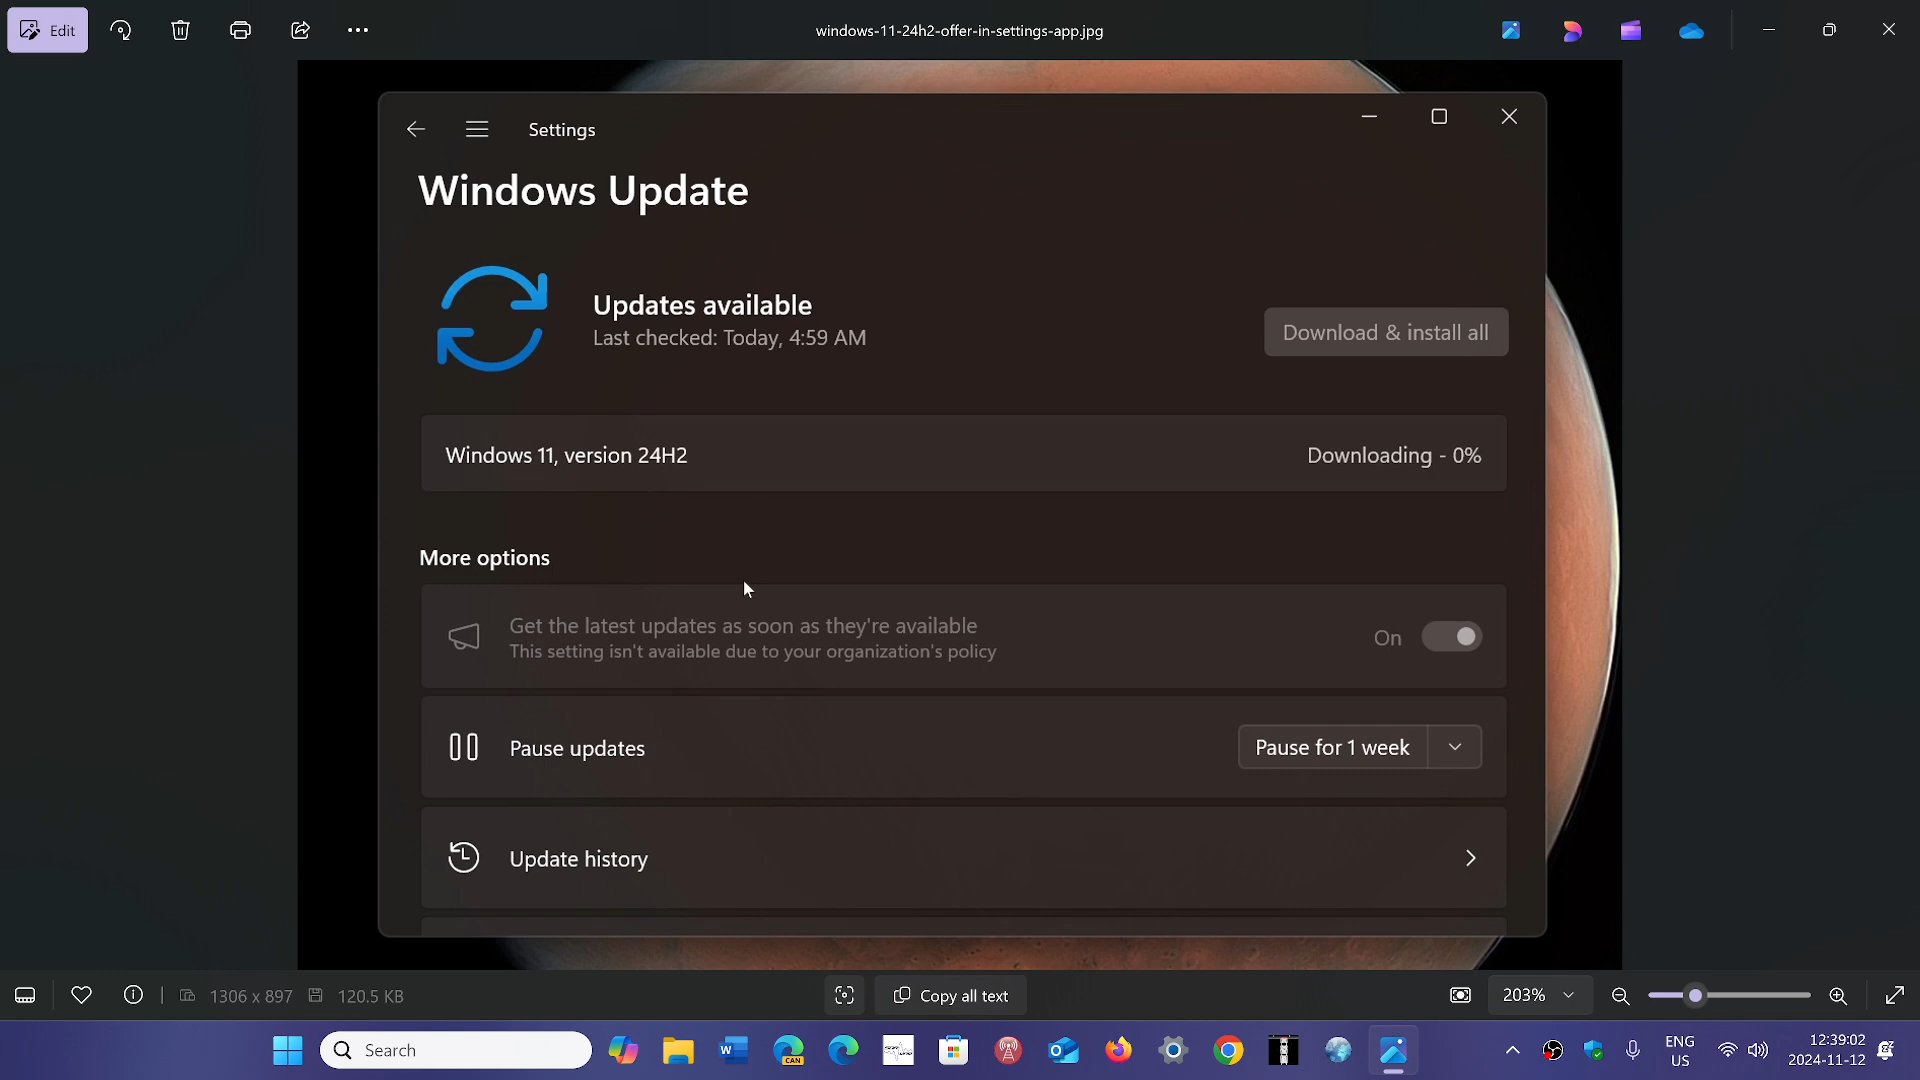 Edit
windows-11-24h2-offer-in-settings-app.jpg
Settings
Windows Update
Updates available
Last checked: Today, 4:59 AM
Download & install all
Windows 11, version 24H2
Downloading - 0%
More options
Get the latest updates as soon as they're available
This setting isn't available due to your organization's policy
On
Pause updates
Pause for 1 week
Update history
1306 x 897
120.5 KB
Copy all text
203%
Search
W
CAN
ENG
US
12:39:02
2024-11-12